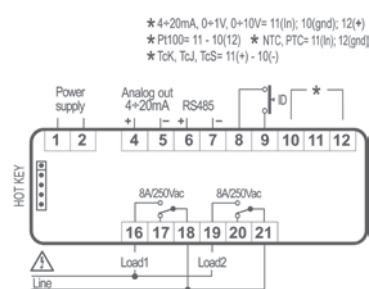 * 4÷20mA, 0÷1V, 0÷10V= 11(In); 10(gnd); 12(+)
* Pt100= 11 - 10(12) * NTC, PTC= 11(In); 12(gnd)
* TcK, TcJ, TcS= 11(+) - 10(-)
Power supply
Analog out 4÷20mA
RS485
ID
*
+ − + −
1 2 4 5 6 7 8 9 10 11 12
HOT KEY
8A/250Vac 8A/250Vac
16 17 18 19 20 21
Load1 Load2
Line